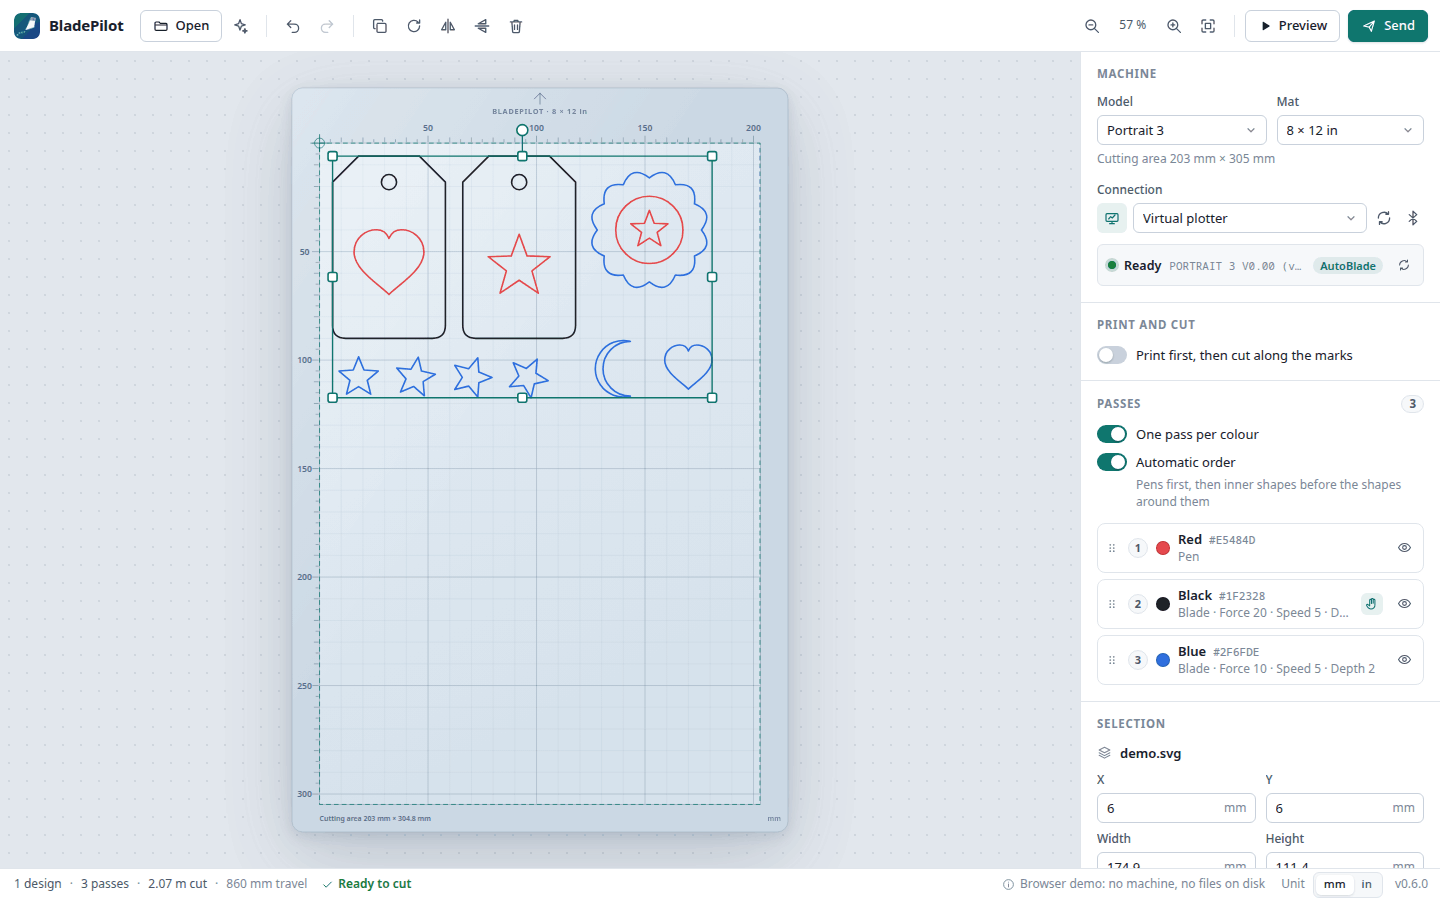 BladePilot
Open
57 %
Preview
Send
BLADEPILOT · 8 × 12 in
50
100
150
200
50
100
150
200
250
300
Cutting area 203 mm × 304.8 mm
mm
MACHINE
Model
Mat
Portrait 3
8 × 12 in
Cutting area 203 mm × 305 mm
Connection
Virtual plotter
Ready PORTRAIT 3 V0.00 (v… AutoBlade
PRINT AND CUT
Print first, then cut along the marks
PASSES 3
One pass per colour
Automatic order
Pens first, then inner shapes before the shapes
around them
1 Red #E5484D
Pen
2 Black #1F2328
Blade · Force 20 · Speed 5 · D…
3 Blue #2F6FDE
Blade · Force 10 · Speed 5 · Depth 2
SELECTION
demo.svg
X
Y
6 mm
6 mm
Width
Height
174.9 mm
111.4 mm
1 design · 3 passes · 2.07 m cut · 860 mm travel Ready to cut
Browser demo: no machine, no files on disk Unit mm in v0.6.0